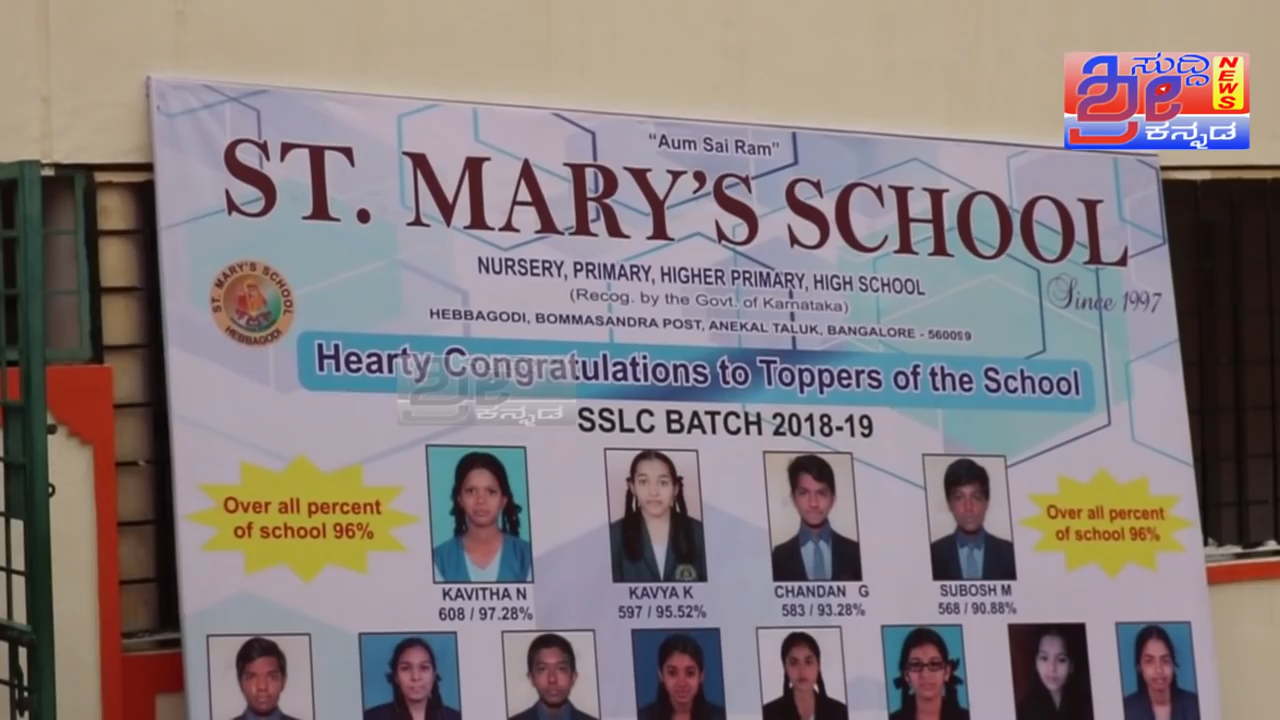 ಶ್ರೀ ಸುದ್ದಿ NEWS
ಕನ್ನಡ
"Aum Sai Ram"
ST. MARY'S SCHOOL
NURSERY, PRIMARY, HIGHER PRIMARY, HIGH SCHOOL
Since 1997
(Recog. by the Govt. of Karnataka)
ST. MARY'S SCHOOL
HEBBAGODI
HEBBAGODI, BOMMASANDRA POST, ANEKAL TALUK, BANGALORE - 560099
Hearty Congratulations to Toppers of the School
ಶ್ರೀ
ಕನ್ನಡ
SSLC BATCH 2018-19
Over all percent
of school 96%
Over all percent
of school 96%
KAVITHA N
608 / 97.28%
KAVYA K
597 / 95.52%
CHANDAN G
583 / 93.28%
SUBOSH M
568 / 90.88%